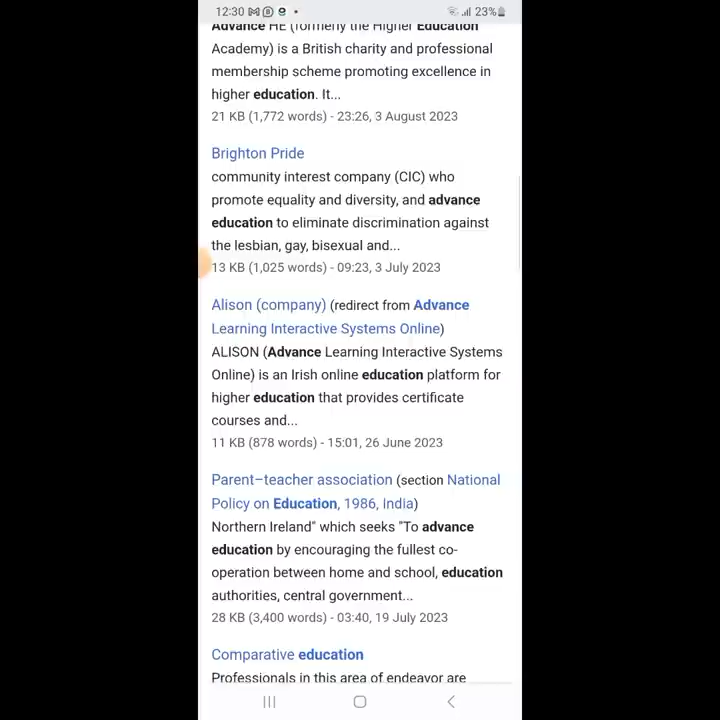 12:30 23%
Advance HE (formerly the Higher Education
Academy) is a British charity and professional
membership scheme promoting excellence in
higher education. It...
21 KB (1,772 words) - 23:26, 3 August 2023
Brighton Pride
community interest company (CIC) who
promote equality and diversity, and advance
education to eliminate discrimination against
the lesbian, gay, bisexual and...
13 KB (1,025 words) - 09:23, 3 July 2023
Alison (company) (redirect from Advance
Learning Interactive Systems Online)
ALISON (Advance Learning Interactive Systems
Online) is an Irish online education platform for
higher education that provides certificate
courses and...
11 KB (878 words) - 15:01, 26 June 2023
Parent–teacher association (section National
Policy on Education, 1986, India)
Northern Ireland" which seeks "To advance
education by encouraging the fullest co-
operation between home and school, education
authorities, central government...
28 KB (3,400 words) - 03:40, 19 July 2023
Comparative education
Professionals in this area of endeavor are